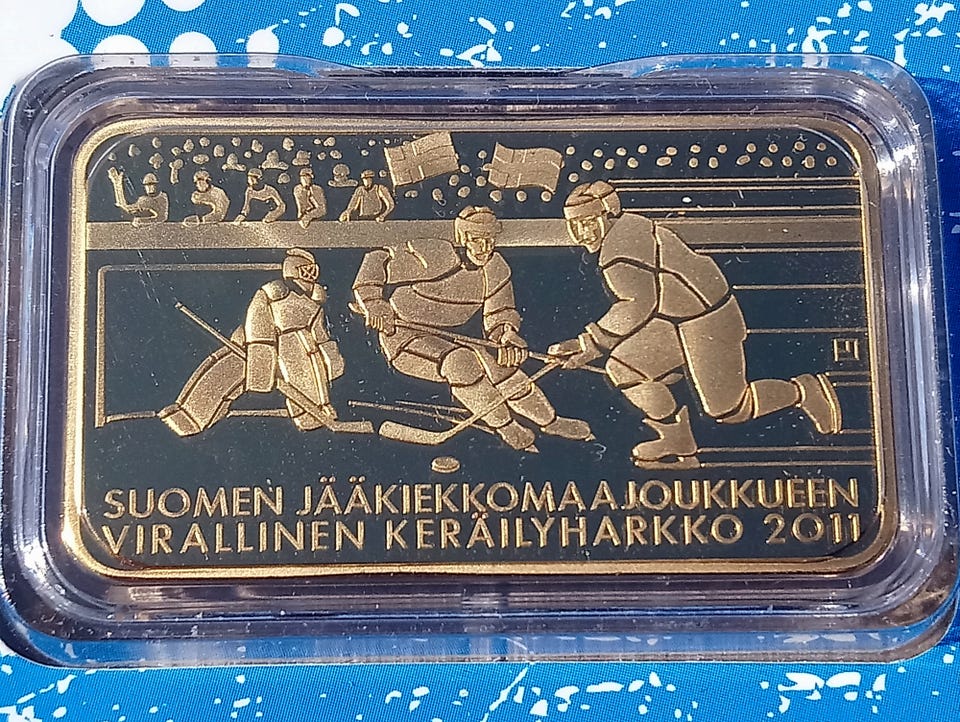 SUOMEN JÄÄKIEKKOMAAJOUKKUEEN
VIRALLINEN KERÄILYHARKKO 2011